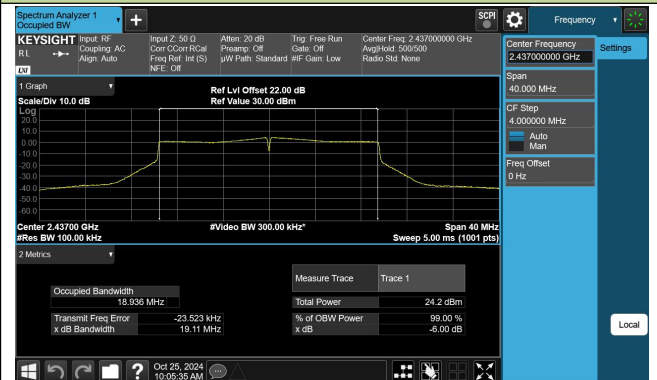 Spectrum Analyzer 1
Occupied BW
SCPI
Frequency
KEYSIGHT
RL
LXI
Input: RF
Coupling: AC
Align: Auto
Input Z: 50 Ω
Corr CCorr RCal
Freq Ref: Int (S)
NFE: Off
Atten: 20 dB
Preamp: Off
µW Path: Standard
Trig: Free Run
Gate: Off
#IF Gain: Low
Center Freq: 2.437000000 GHz
Avg|Hold: 500/500
Radio Std: None
Center Frequency
2.437000000 GHz
Settings
Span
40.000 MHz
CF Step
4.000000 MHz
Auto
Man
Freq Offset
0 Hz
Local
1 Graph
Scale/Div 10.0 dB
Ref Lvl Offset 22.00 dB
Ref Value 30.00 dBm
Log
20.0
10.0
0.00
-10.0
-20.0
-30.0
-40.0
-50.0
-60.0
Center 2.43700 GHz
#Res BW 100.00 kHz
#Video BW 300.00 kHz*
Span 40 MHz
Sweep 5.00 ms (1001 pts)
2 Metrics
Measure Trace
Trace 1
Occupied Bandwidth
18.936 MHz
Total Power
24.2 dBm
Transmit Freq Error
-23.523 kHz
% of OBW Power
99.00 %
x dB Bandwidth
19.11 MHz
x dB
-6.00 dB
?
Oct 25, 2024
10:05:35 AM